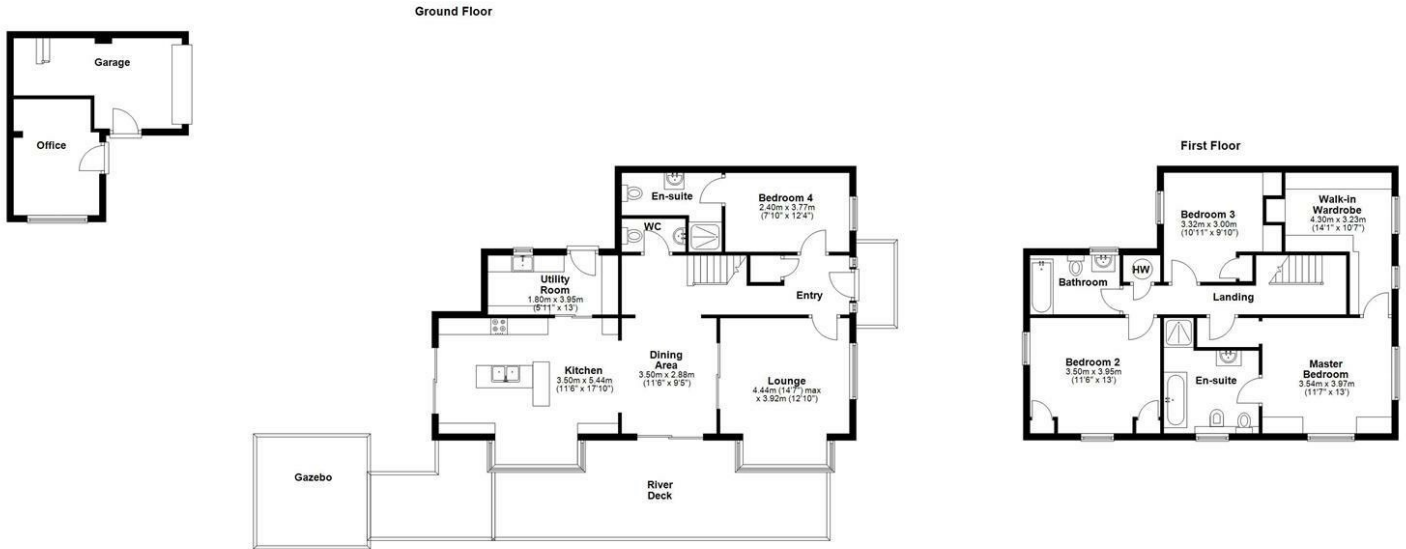 Ground Floor
Garage
Office
En-suite
Bedroom 4
2.40m x 3.77m
(7'10" x 12'4")
WC
Utility
Room
1.80m x 3.95m
(5'11" x 13')
Entry
Kitchen
3.50m x 5.44m
(11'6" x 17'10")
Dining
Area
3.50m x 2.88m
(11'6" x 9'5")
Lounge
4.44m (14'7") max
x 3.92m (12'10")
Gazebo
River
Deck
First Floor
Bedroom 3
3.32m x 3.00m
(10'11" x 9'10")
Walk-in
Wardrobe
4.30m x 3.23m
(14'1" x 10'7")
Bathroom
HW
Landing
Bedroom 2
3.50m x 3.95m
(11'6" x 13')
En-suite
Master
Bedroom
3.54m x 3.97m
(11'7" x 13')